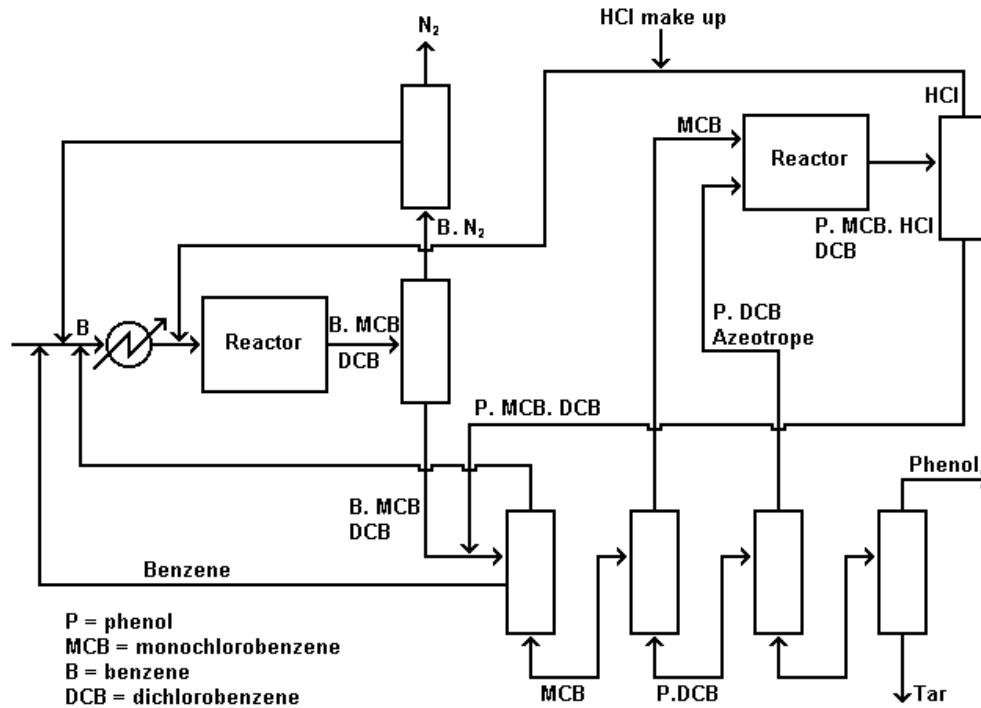 N₂
HCl make up
HCl
MCB
Reactor
P. MCB. HCl
DCB
B. N₂
B
Reactor
B. MCB
DCB
P. DCB
Azeotrope
P. MCB. DCB
B. MCB
DCB
Phenol
Benzene
P = phenol
MCB = monochlorobenzene
B = benzene
DCB = dichlorobenzene
MCB
P.DCB
Tar